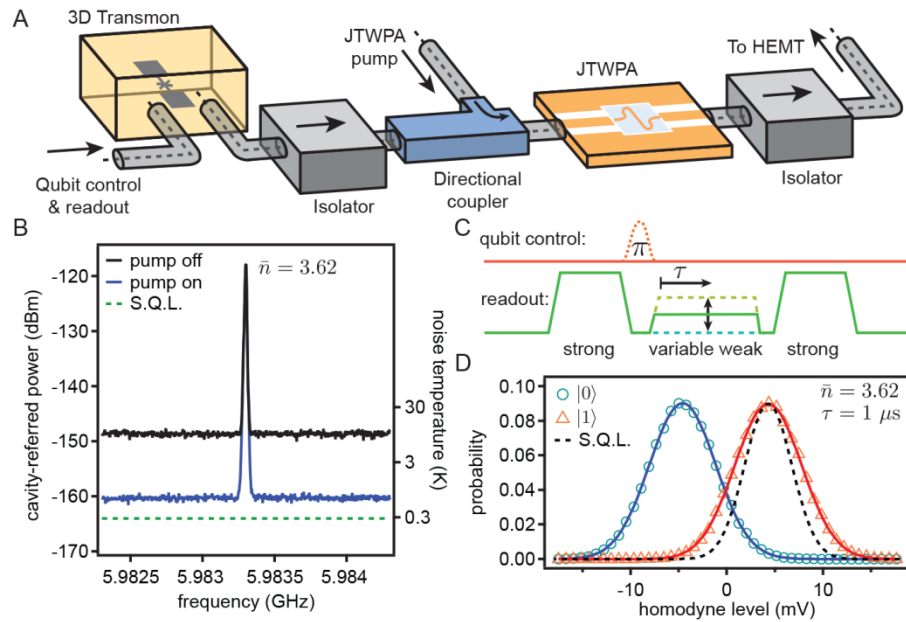 A
3D Transmon
JTWPA
pump
To HEMT
JTWPA
Qubit control
& readout
Isolator
Directional
coupler
Isolator
B
pump off
pump on
S.Q.L.
n̄ = 3.62
-120
-130
-140
-150
-160
-170
cavity-referred power (dBm)
30
3
0.3
noise temperature (K)
5.9825
5.983
5.9835
5.984
frequency (GHz)
C
qubit control:
π
readout:
τ
strong
variable weak
strong
D
|0⟩
|1⟩
S.Q.L.
n̄ = 3.62
τ = 1 μs
0.10
0.08
0.06
0.04
0.02
0.00
probability
-10
0
10
homodyne level (mV)